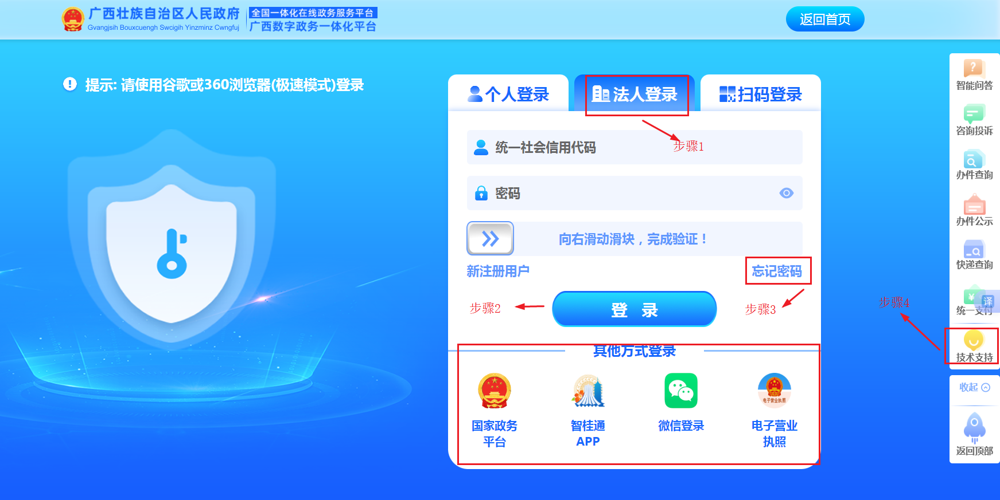 广西壮族自治区人民政府
Gvangjsih Bouxcuengh Swcigih Yinzminz Cwngfuj
全国一体化在线政务服务平台
广西数字政务一体化平台
返回首页
提示: 请使用谷歌或360浏览器(极速模式)登录
个人登录
法人登录
扫码登录
统一社会信用代码
步骤1
密码
向右滑动滑块，完成验证！
新注册用户
忘记密码
步骤2
登 录
步骤3
其他方式登录
国家政务
平台
智桂通
APP
微信登录
电子营业执照
电子营业
执照
智能问答
咨询投诉
办件查询
办件公示
快递查询
步骤4
译
统一支付
技术支持
收起
返回顶部